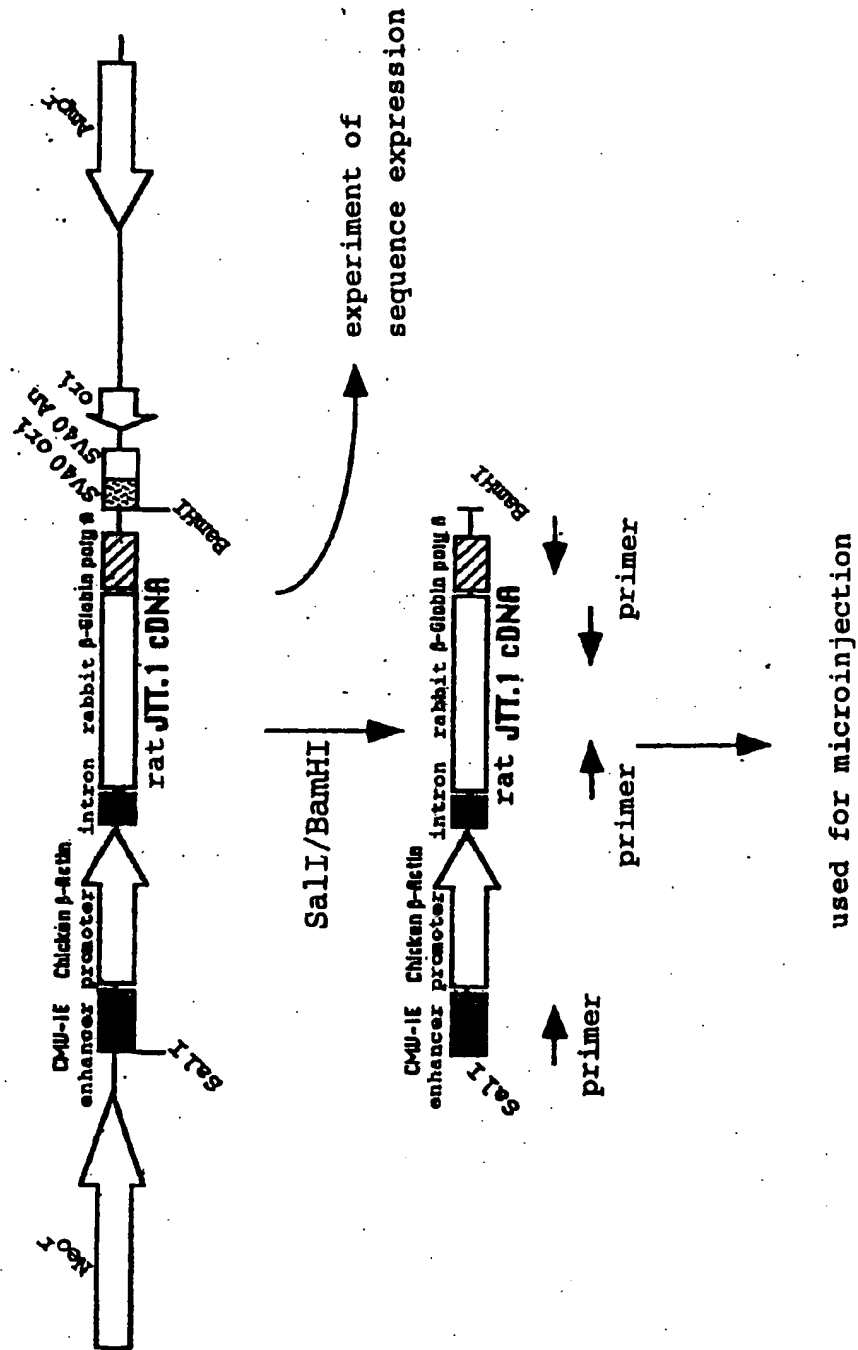 Neoʳ
SalI
CMV-IE
enhancer
Chicken β-Actin
promoter
intron
rabbit β-Globin poly A
rat JTT.1 cDNA
BamHI
SV40 ori
SV40 An
ori
Ampʳ
SalI/BamHI
experiment of
sequence expression
SalI
CMV-IE
enhancer
Chicken β-Actin
promoter
intron
rabbit β-Globin poly A
rat JTT.1 cDNA
BamHI
primer
primer
primer
used for microinjection